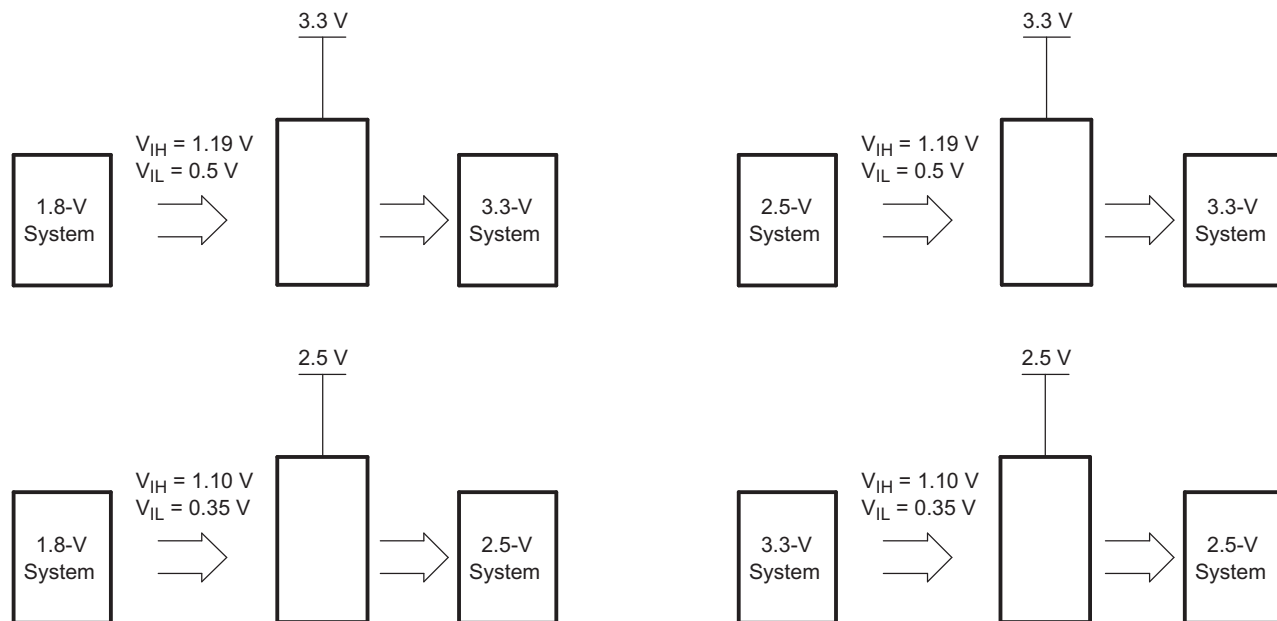 3.3 V
V_IH = 1.19 V
V_IL = 0.5 V
1.8-V
System
3.3-V
System
3.3 V
V_IH = 1.19 V
V_IL = 0.5 V
2.5-V
System
3.3-V
System
2.5 V
V_IH = 1.10 V
V_IL = 0.35 V
1.8-V
System
2.5-V
System
2.5 V
V_IH = 1.10 V
V_IL = 0.35 V
3.3-V
System
2.5-V
System